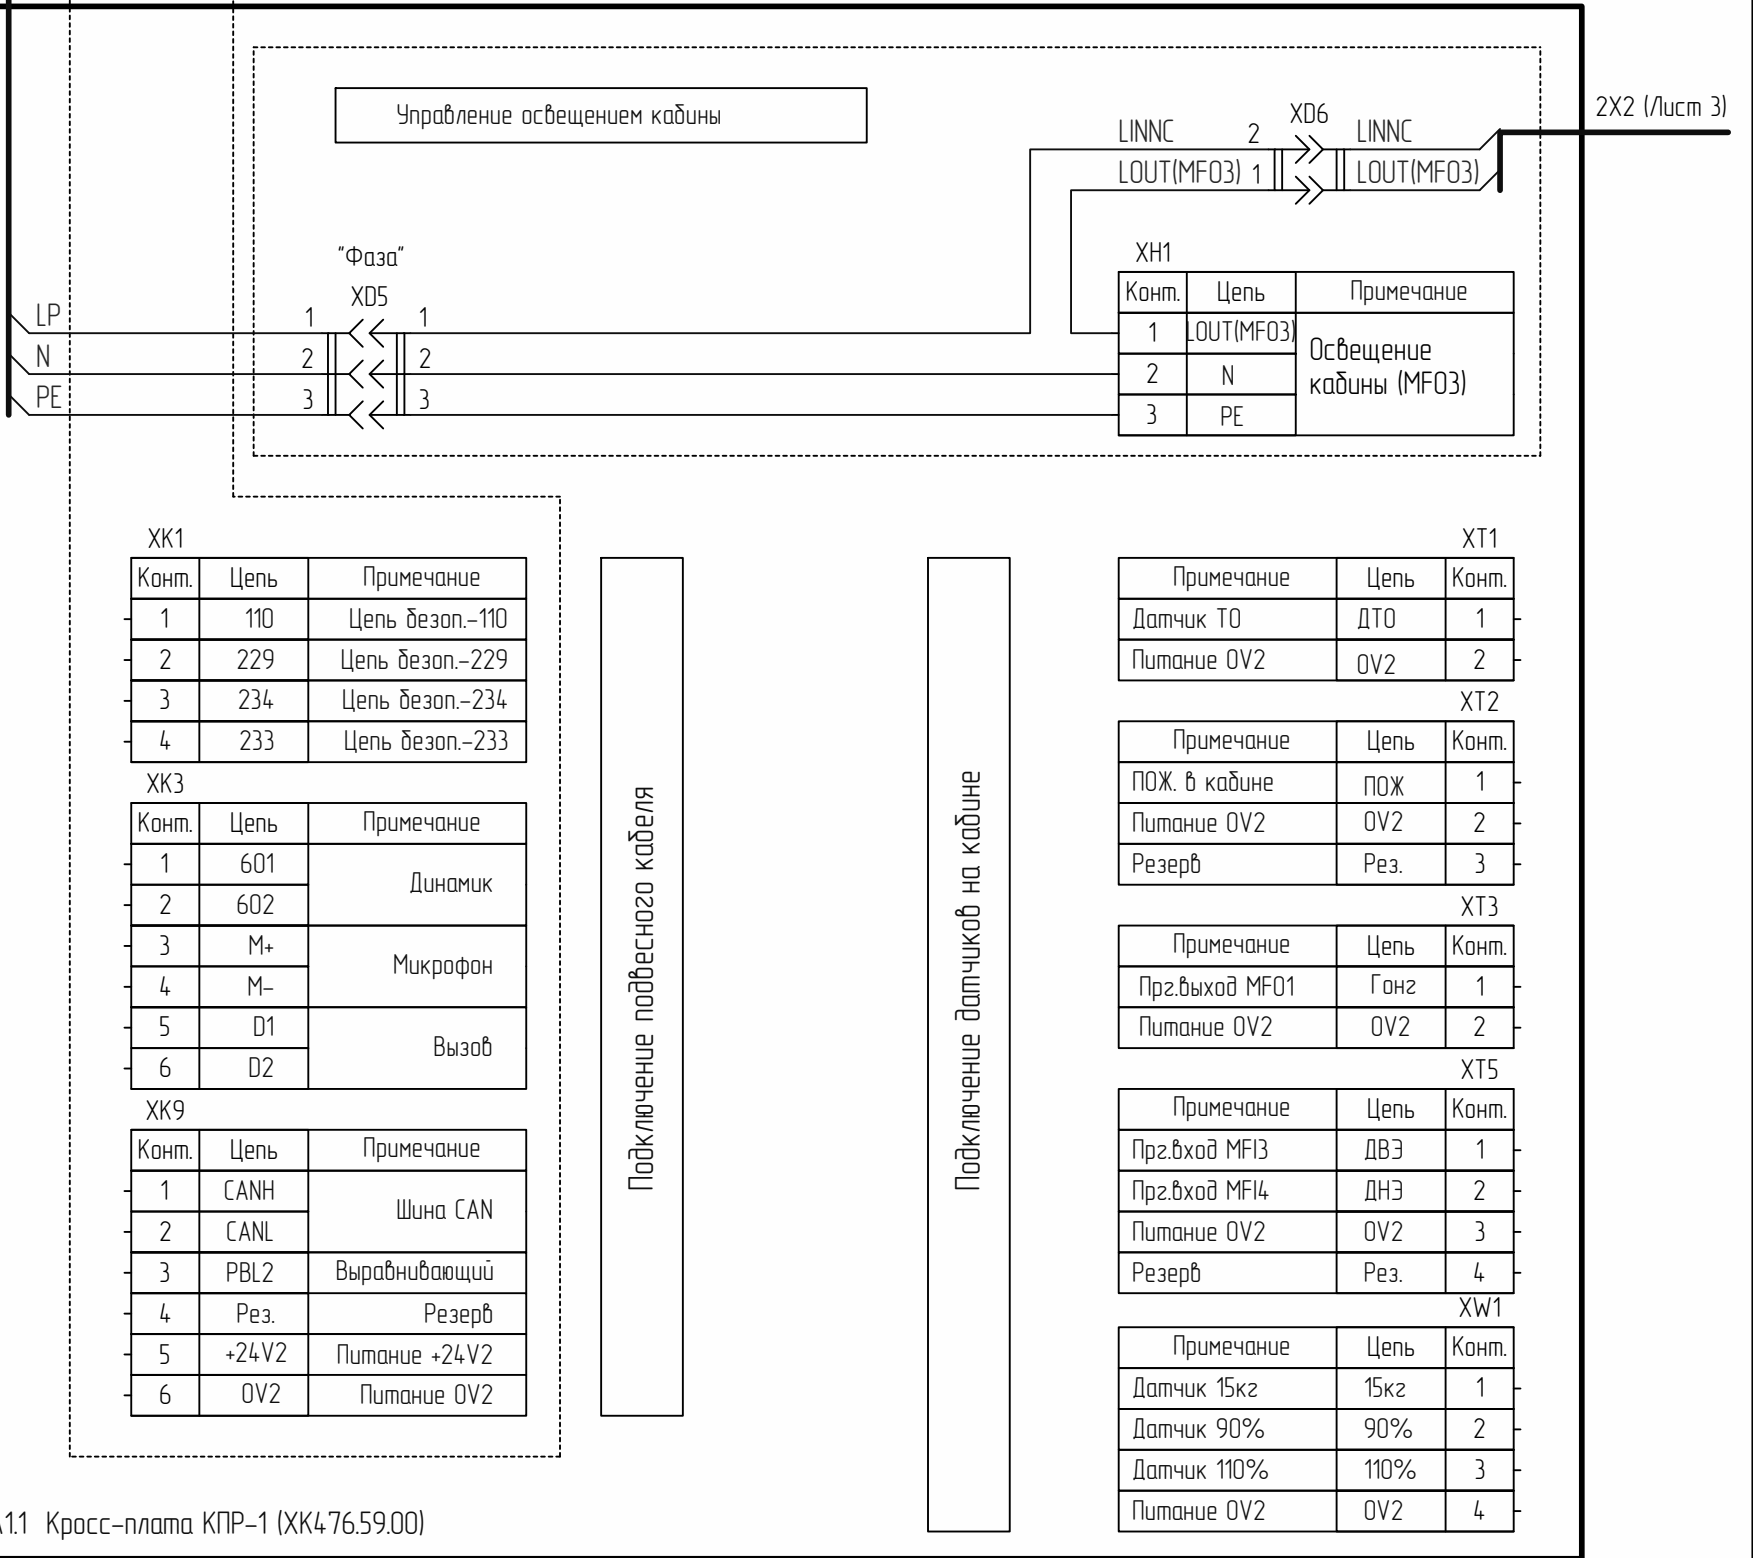 Управление освещением кабины
2X2 (Лист 3)
XD6
LINNC 2 LINNC
LOUT(MFO3) 1 LOUT(MFO3)
"Фаза"
XD5
LP 1 1
N 2 2
PE 3 3
XH1
Конт. Цепь Примечание
1 LOUT(MFO3)
2 N
3 PE
Освещение
кабины (MFO3)
XK1
Конт. Цепь Примечание
1 110 Цепь безоп.-110
2 229 Цепь безоп.-229
3 234 Цепь безоп.-234
4 233 Цепь безоп.-233
XK3
Конт. Цепь Примечание
1 601
2 602
Динамик
3 M+
4 M-
Микрофон
5 D1
6 D2
Вызов
XK9
Конт. Цепь Примечание
1 CANH
2 CANL
Шина CAN
3 PBL2 Выравнивающий
4 Рез. Резерв
5 +24V2 Питание +24V2
6 0V2 Питание 0V2
Подключение подвесного кабеля
Подключение датчиков на кабине
XT1
Примечание Цепь Конт.
Датчик ТО ДТО 1
Питание 0V2 0V2 2
XT2
Примечание Цепь Конт.
ПОЖ. в кабине ПОЖ 1
Питание 0V2 0V2 2
Резерв Рез. 3
XT3
Примечание Цепь Конт.
Прг.выход MFO1 Гонг 1
Питание 0V2 0V2 2
XT5
Примечание Цепь Конт.
Прг.вход MFI3 ДВЭ 1
Прг.вход MFI4 ДНЭ 2
Питание 0V2 0V2 3
Резерв Рез. 4
XW1
Примечание Цепь Конт.
Датчик 15кг 15кг 1
Датчик 90% 90% 2
Датчик 110% 110% 3
Питание 0V2 0V2 4
1.1 Кросс-плата КПР-1 (ХК476.59.00)